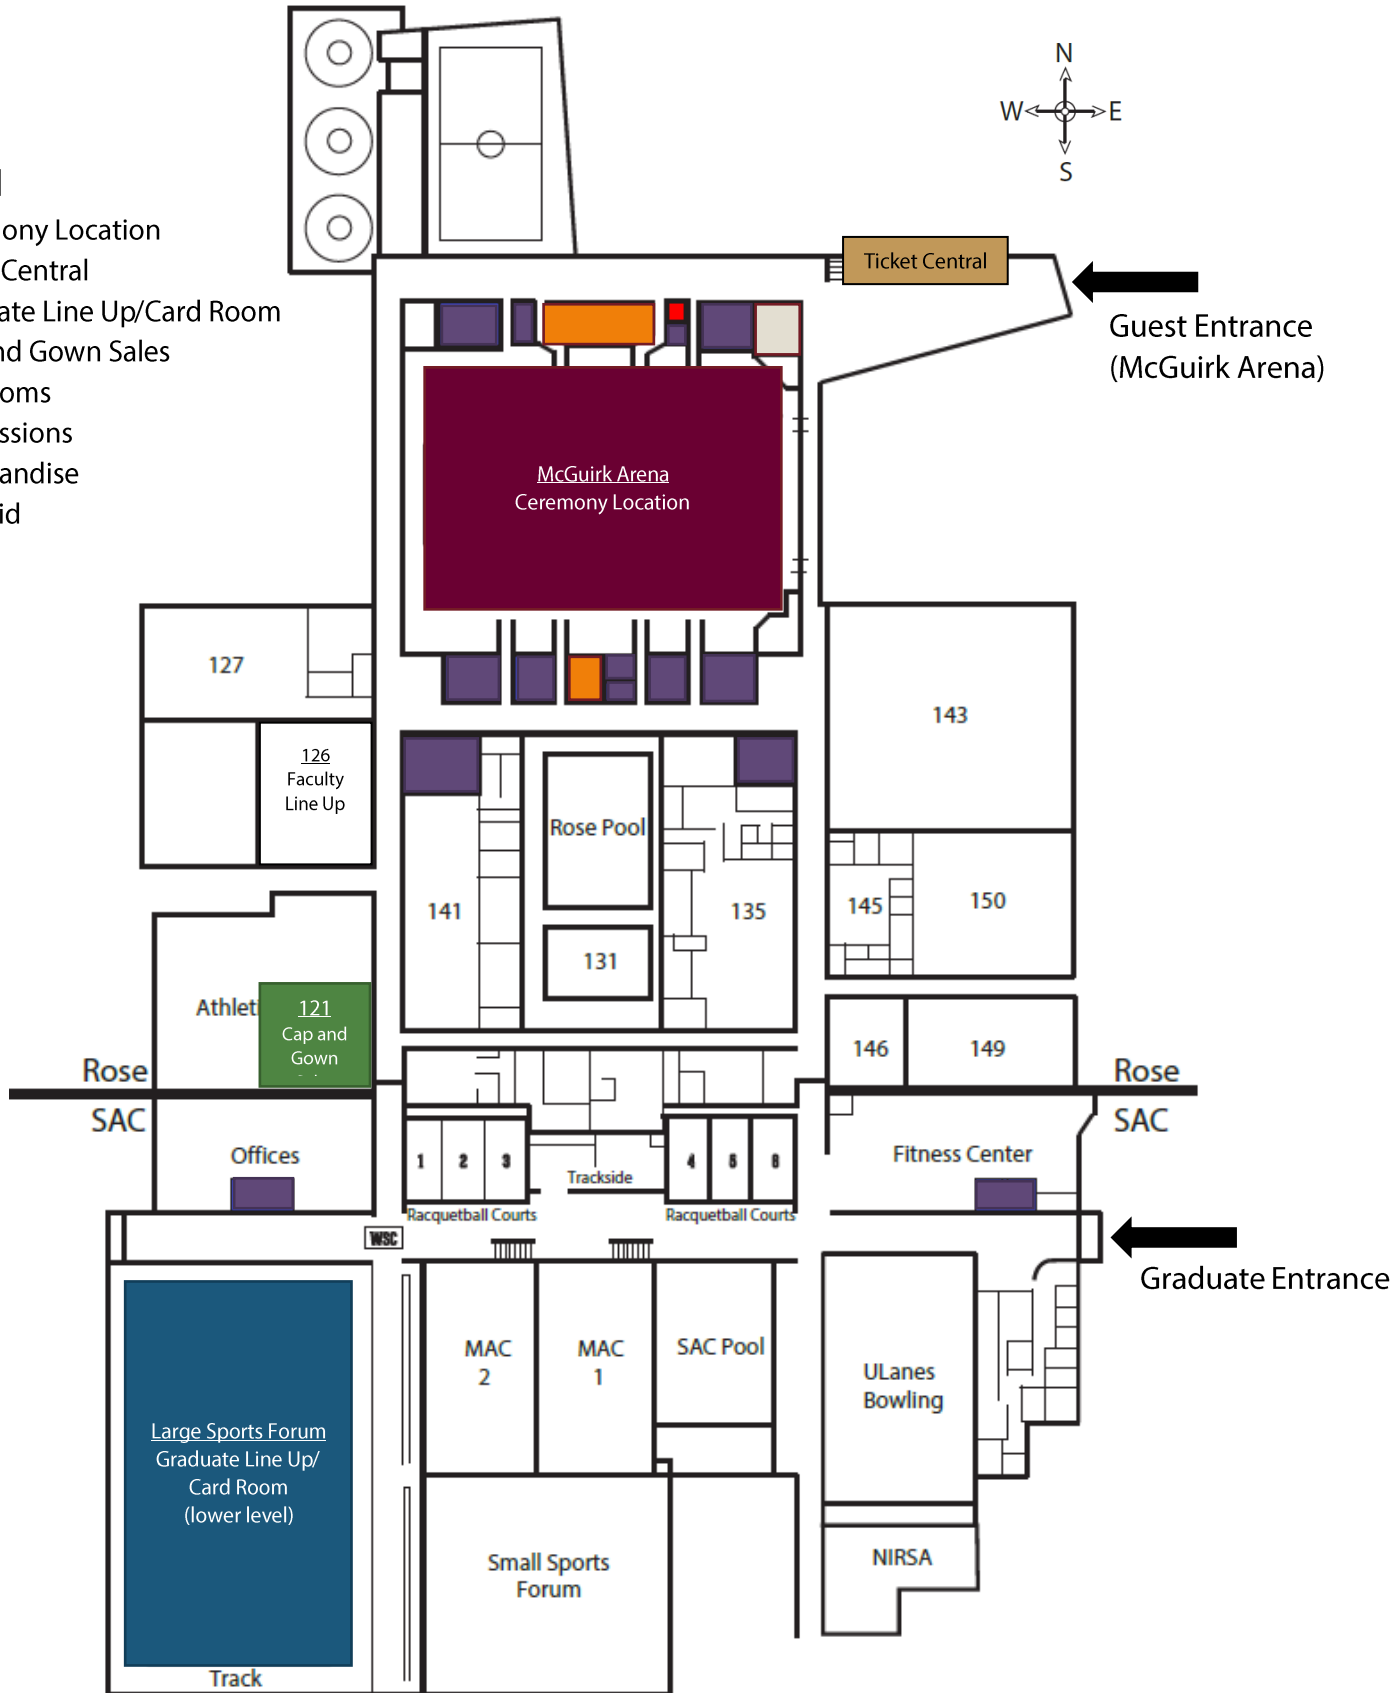 N
W E
S
ony Location
Central
ate Line Up/Card Room
nd Gown Sales
oms
ssions
andise
id
Ticket Central
Guest Entrance
(McGuirk Arena)
McGuirk Arena
Ceremony Location
127
143
126
Faculty
Line Up
Rose Pool
141
135
145
150
131
Athleti
121
Cap and
Gown
146
149
Rose
Rose
SAC
SAC
Offices
Fitness Center
1
2
3
4
5
6
Trackside
Racquetball Courts
Racquetball Courts
WSC
Graduate Entrance
MAC
2
MAC
1
SAC Pool
ULanes
Bowling
Large Sports Forum
Graduate Line Up/
Card Room
(lower level)
Small Sports
Forum
NIRSA
Track